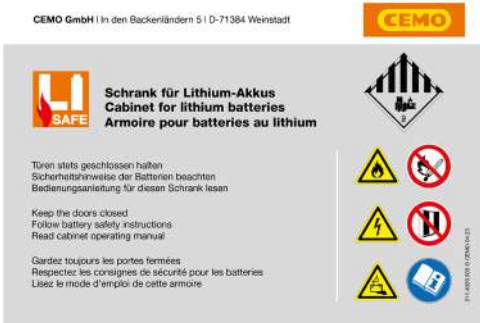 CEMO GmbH I In den Backenländern 5 I D-71384 Weinstadt
CEMO
LI
SAFE
Schrank für Lithium-Akkus
Cabinet for lithium batteries
Armoire pour batteries au lithium
9
Türen stets geschlossen halten
Sicherheitshinweise der Batterien beachten
Bedienungsanleitung für diesen Schrank lesen
Keep the doors closed
Follow battery safety instructions
Read cabinet operating manual
Gardez toujours les portes fermées
Respectez les consignes de sécurité pour les batteries
Lisez le mode d'emploi de cette armoire